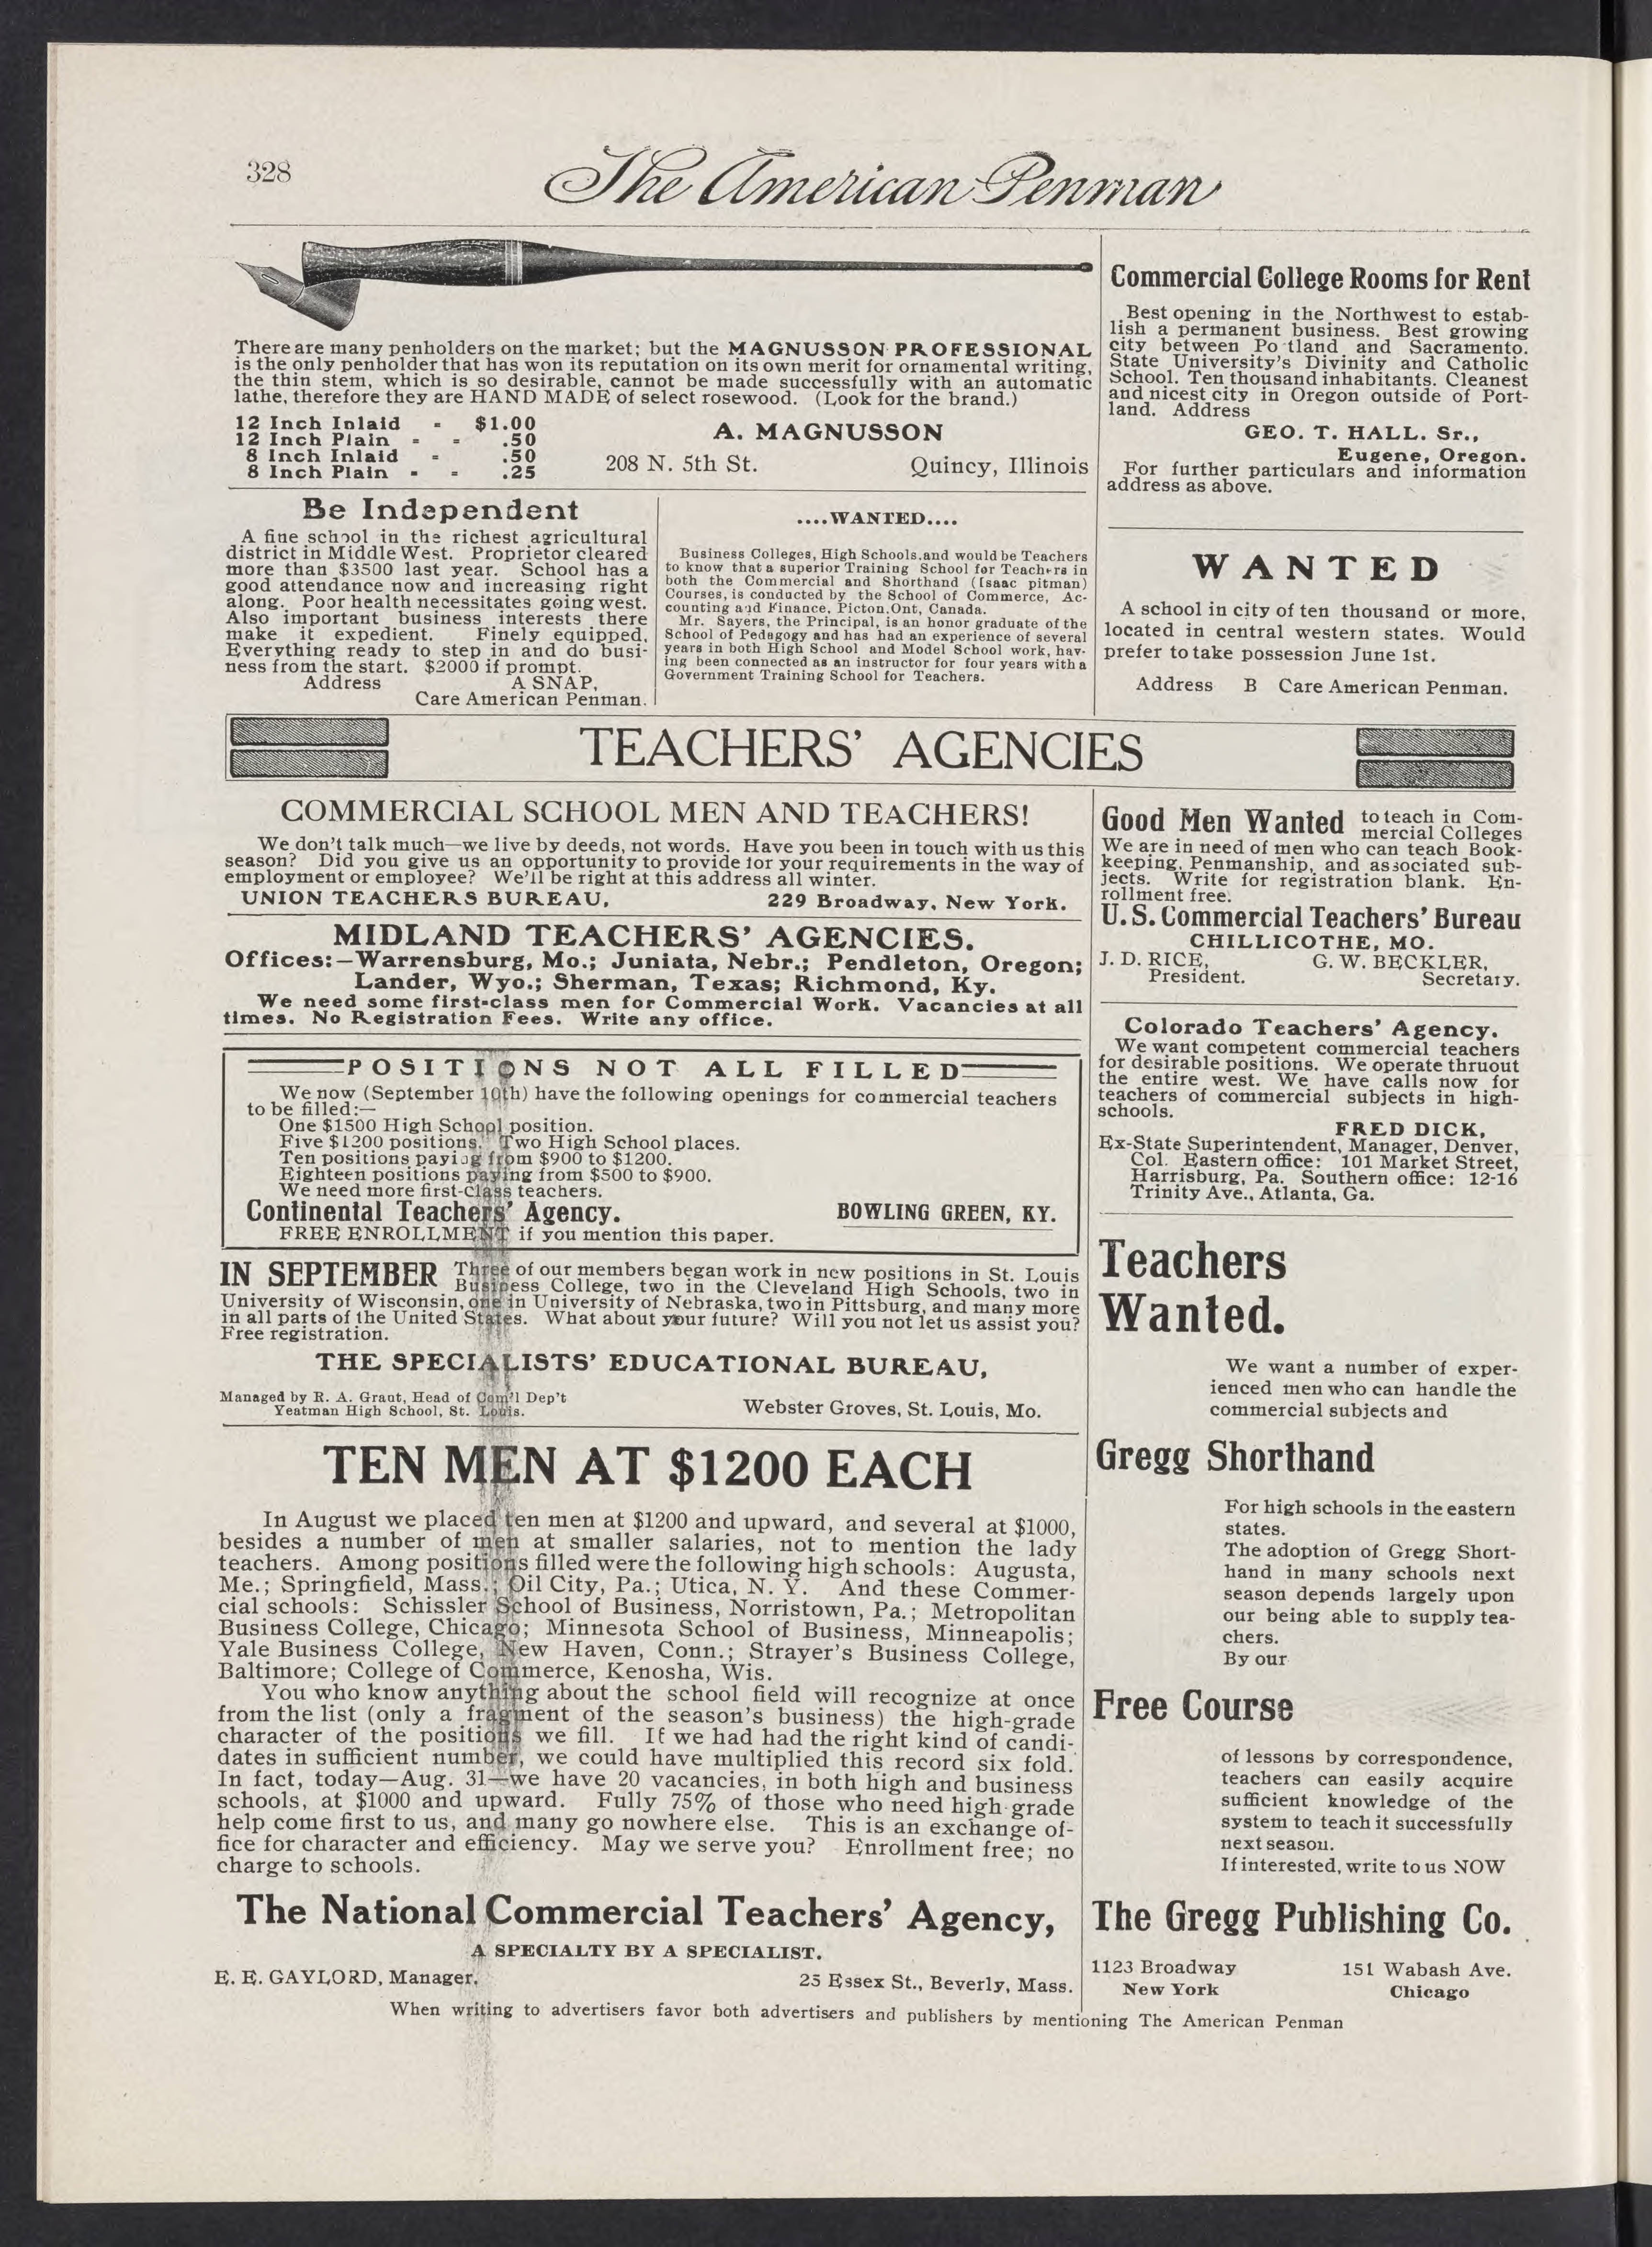 328
The American Penman
There are many penholders on the market; but the MAGNUSSON PROFESSIONAL
is the only penholder that has won its reputation on its own merit for ornamental writing,
the thin stem, which is so desirable, cannot be made successfully with an automatic
lathe, therefore they are HAND MADE of select rosewood. (Look for the brand.)
12 Inch Inlaid - $1.00
12 Inch Plain - - .50
8 Inch Inlaid - .50
8 Inch Plain - - .25
A. MAGNUSSON
208 N. 5th St. Quincy, Illinois
Commercial College Rooms for Rent
Best opening in the Northwest to estab-
lish a permanent business. Best growing
city between Po tland and Sacramento.
State University's Divinity and Catholic
School. Ten thousand inhabitants. Cleanest
and nicest city in Oregon outside of Port-
land. Address
GEO. T. HALL. Sr.,
Eugene, Oregon.
For further particulars and information
address as above.
Be Independent
A fine school in the richest agricultural
district in Middle West. Proprietor cleared
more than $3500 last year. School has a
good attendance now and increasing right
along. Poor health necessitates going west.
Also important business interests there
make it expedient. Finely equipped,
Everything ready to step in and do busi-
ness from the start. $2000 if prompt.
Address A SNAP,
Care American Penman.
....WANTED....
Business Colleges, High Schools.and would be Teachers
to know that a superior Training School for Teachers in
both the Commercial and Shorthand (Isaac pitman)
Courses, is conducted by the School of Commerce, Ac-
counting and Finance, Picton.Ont, Canada.
Mr. Sayers, the Principal, is an honor graduate of the
School of Pedagogy and has had an experience of several
years in both High School and Model School work, hav-
ing been connected as an instructor for four years with a
Government Training School for Teachers.
WANTED
A school in city of ten thousand or more,
located in central western states. Would
prefer to take possession June 1st.
Address B Care American Penman.
TEACHERS' AGENCIES
COMMERCIAL SCHOOL MEN AND TEACHERS!
We don't talk much—we live by deeds, not words. Have you been in touch with us this
season? Did you give us an opportunity to provide for your requirements in the way of
employment or employee? We'll be right at this address all winter.
UNION TEACHERS BUREAU, 229 Broadway, New York.
MIDLAND TEACHERS' AGENCIES.
Offices:—Warrensburg, Mo.; Juniata, Nebr.; Pendleton, Oregon;
Lander, Wyo.; Sherman, Texas; Richmond, Ky.
We need some first-class men for Commercial Work. Vacancies at all
times. No Registration Fees. Write any office.
POSITIONS NOT ALL FILLED
We now (September 10th) have the following openings for commercial teachers
to be filled:—
One $1500 High School position.
Five $1200 positions. Two High School places.
Ten positions paying from $900 to $1200.
Eighteen positions paying from $500 to $900.
We need more first-class teachers.
Continental Teachers' Agency. BOWLING GREEN, KY.
FREE ENROLLMENT if you mention this paper.
IN SEPTEMBER Three of our members began work in new positions in St. Louis
Business College, two in the Cleveland High Schools, two in
University of Wisconsin, one in University of Nebraska, two in Pittsburg, and many more
in all parts of the United States. What about your future? Will you not let us assist you?
Free registration.
THE SPECIALISTS' EDUCATIONAL BUREAU,
Managed by R. A. Grant, Head of Com'l Dep't
Yeatman High School, St. Louis.
Webster Groves, St. Louis, Mo.
TEN MEN AT $1200 EACH
In August we placed ten men at $1200 and upward, and several at $1000,
besides a number of men at smaller salaries, not to mention the lady
teachers. Among positions filled were the following high schools: Augusta,
Me.; Springfield, Mass.; Oil City, Pa.; Utica, N. Y. And these Commer-
cial schools: Schissler School of Business, Norristown, Pa.; Metropolitan
Business College, Chicago; Minnesota School of Business, Minneapolis;
Yale Business College, New Haven, Conn.; Strayer's Business College,
Baltimore; College of Commerce, Kenosha, Wis.
You who know anything about the school field will recognize at once
from the list (only a fragment of the season's business) the high-grade
character of the positions we fill. If we had had the right kind of candi-
dates in sufficient number, we could have multiplied this record six fold.
In fact, today—Aug. 31—we have 20 vacancies, in both high and business
schools, at $1000 and upward. Fully 75% of those who need high-grade
help come first to us, and many go nowhere else. This is an exchange of-
fice for character and efficiency. May we serve you? Enrollment free; no
charge to schools.
The National Commercial Teachers' Agency,
A SPECIALTY BY A SPECIALIST.
E. E. GAYLORD, Manager. 25 Essex St., Beverly, Mass.
Good Men Wanted to teach in Com-
mercial Colleges
We are in need of men who can teach Book-
keeping, Penmanship, and associated sub-
jects. Write for registration blank. En-
rollment free.
U. S. Commercial Teachers' Bureau
CHILLICOTHE, MO.
J. D. RICE, G. W. BECKLER,
President. Secretary.
Colorado Teachers' Agency.
We want competent commercial teachers
for desirable positions. We operate thruout
the entire west. We have calls now for
teachers of commercial subjects in high-
schools.
FRED DICK,
Ex-State Superintendent, Manager, Denver,
Col. Eastern office: 101 Market Street,
Harrisburg, Pa. Southern office: 12-16
Trinity Ave., Atlanta, Ga.
Teachers
Wanted.
We want a number of exper-
ienced men who can handle the
commercial subjects and
Gregg Shorthand
For high schools in the eastern
states.
The adoption of Gregg Short-
hand in many schools next
season depends largely upon
our being able to supply tea-
chers.
By our
Free Course
of lessons by correspondence,
teachers can easily acquire
sufficient knowledge of the
system to teach it successfully
next season.
If interested, write to us NOW
The Gregg Publishing Co.
1123 Broadway 151 Wabash Ave.
New York Chicago
When writing to advertisers favor both advertisers and publishers by mentioning The American Penman